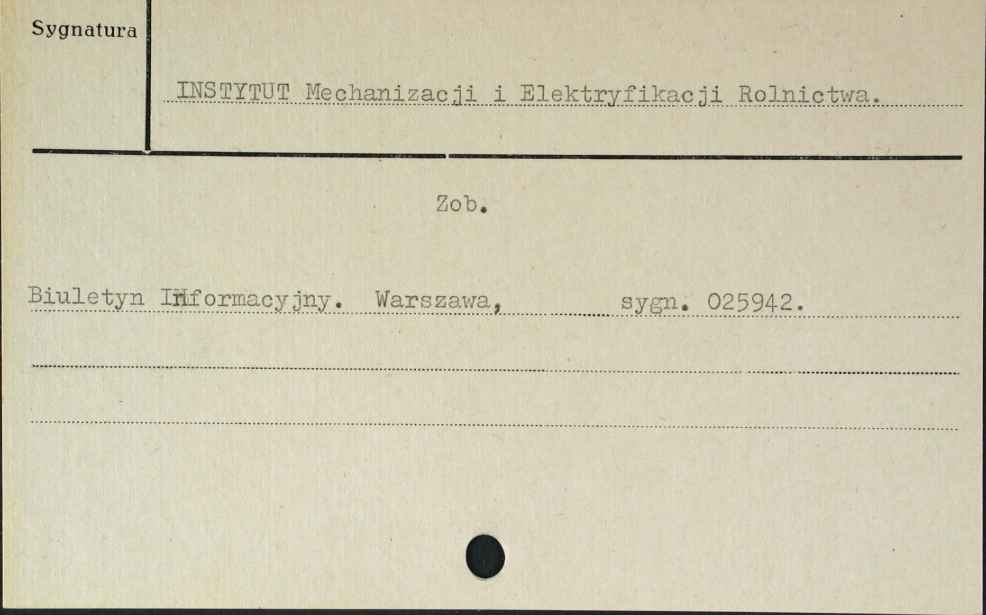 Sygnatura
INSTYTUT Mechanizacji i Elektryfikacji Rolnictwa.
Zob.
Biuletyn Informacyjny. Warszawa, sygn. 025942.